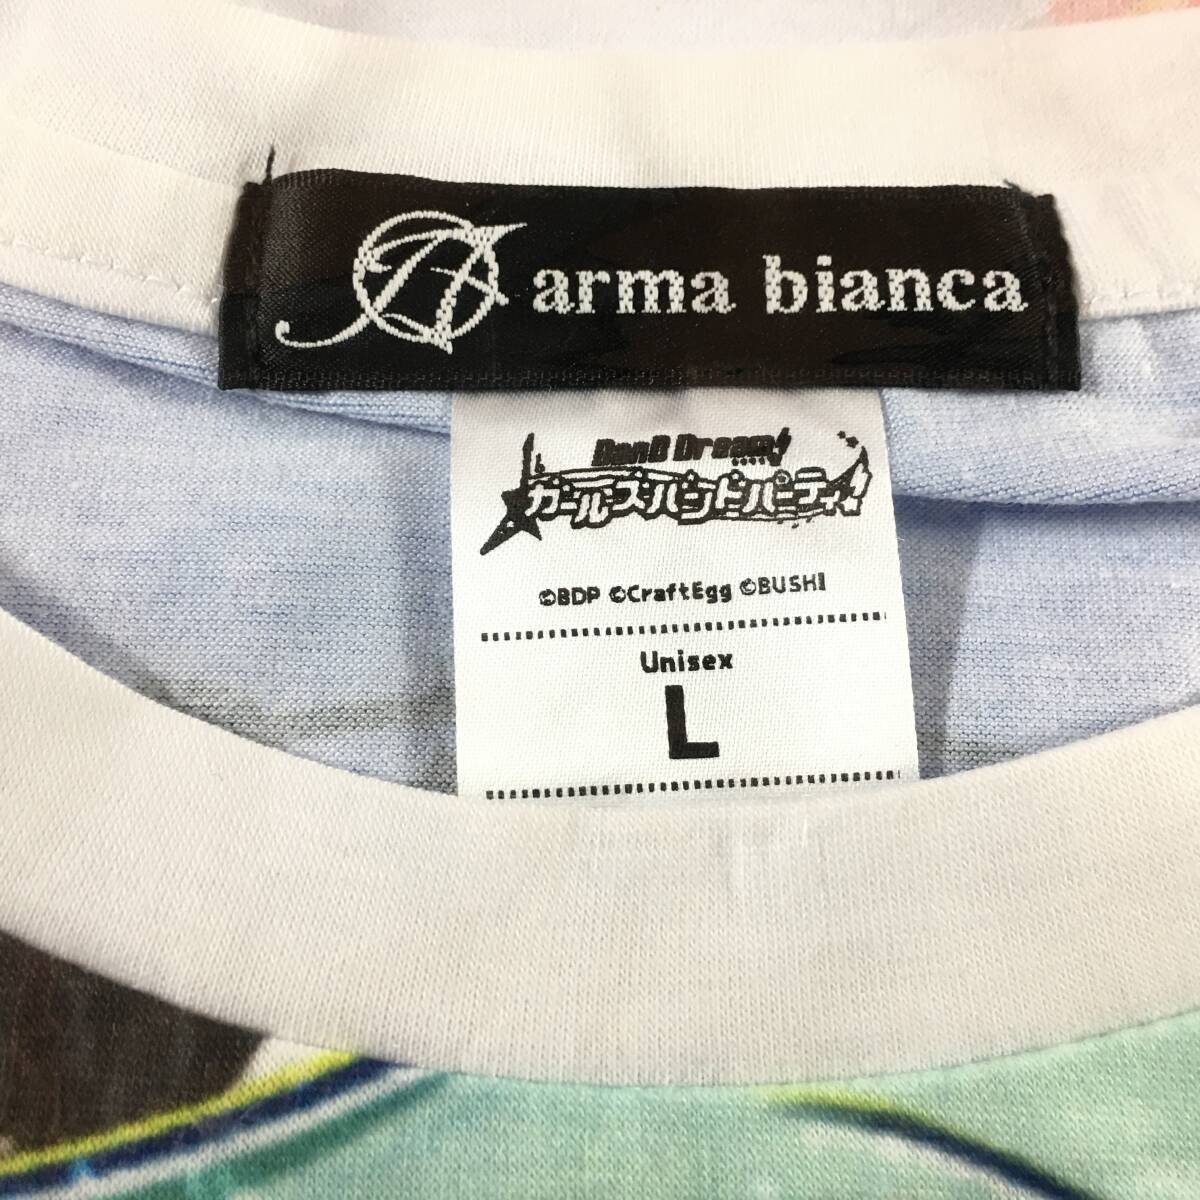 arma bianca
BanG Dream!
ガールズバンドパーティ!
©BDP ©CraftEgg ©BUSHI
Unisex
L